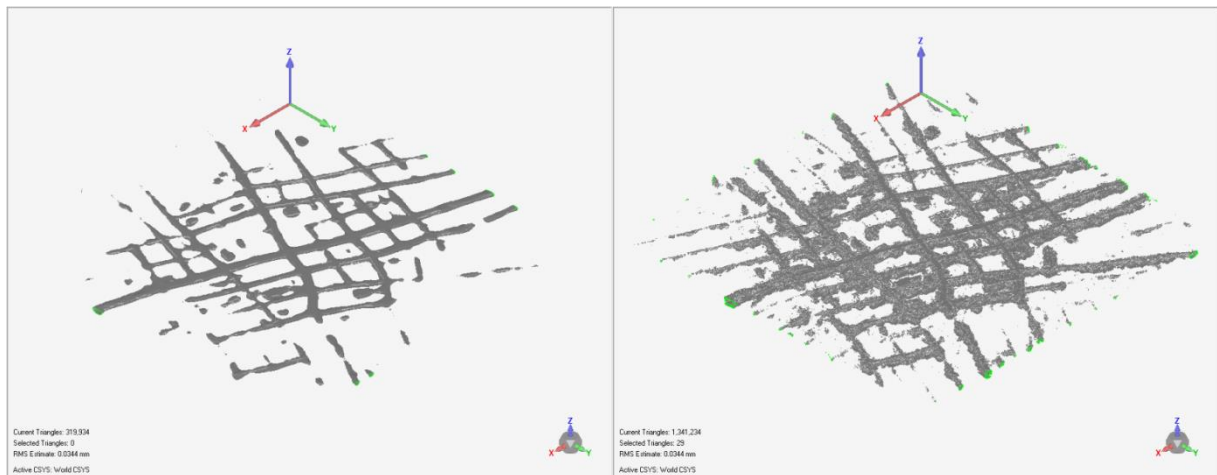 Z
X
Y
Current Triangles: 319,934
Selected Triangles: 0
RMS Estimate: 0.0344 mm
Active CSYS: World CSYS
Z
X
Y
Z
X
Y
Current Triangles: 1,341,234
Selected Triangles: 29
RMS Estimate: 0.0344 mm
Active CSYS: World CSYS
Z
X
Y